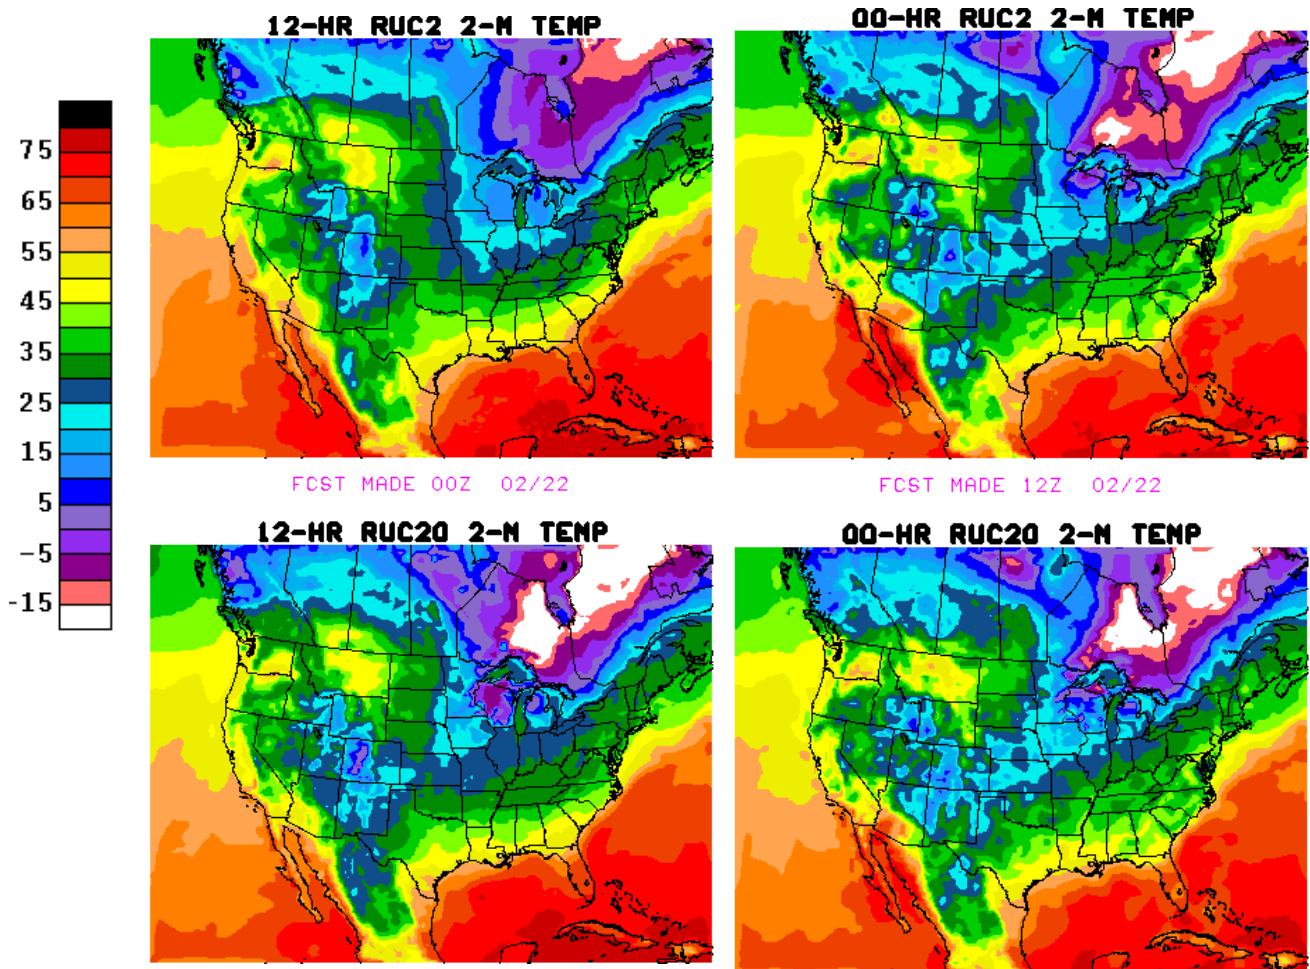 12-HR RUC2 2-M TEMP
00-HR RUC2 2-M TEMP
75
65
55
45
35
25
15
5
-5
-15
FCST MADE 00Z 02/22
FCST MADE 12Z 02/22
12-HR RUC20 2-M TEMP
00-HR RUC20 2-M TEMP